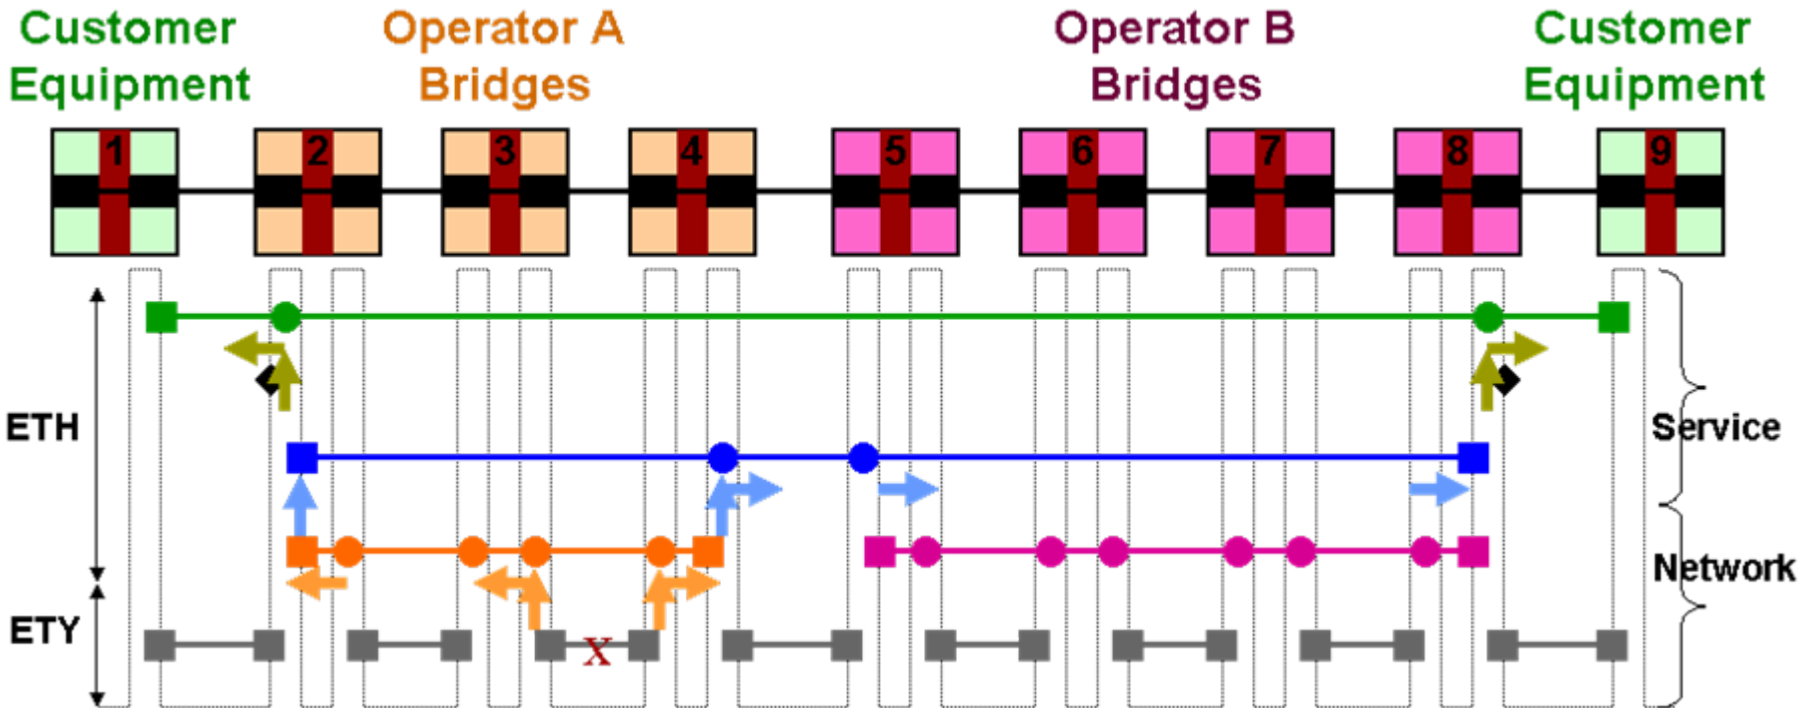 Customer
Equipment
Operator A
Bridges
Operator B
Bridges
Customer
Equipment
1
2
3
4
5
6
7
8
9
ETH
Service
Network
ETY
X